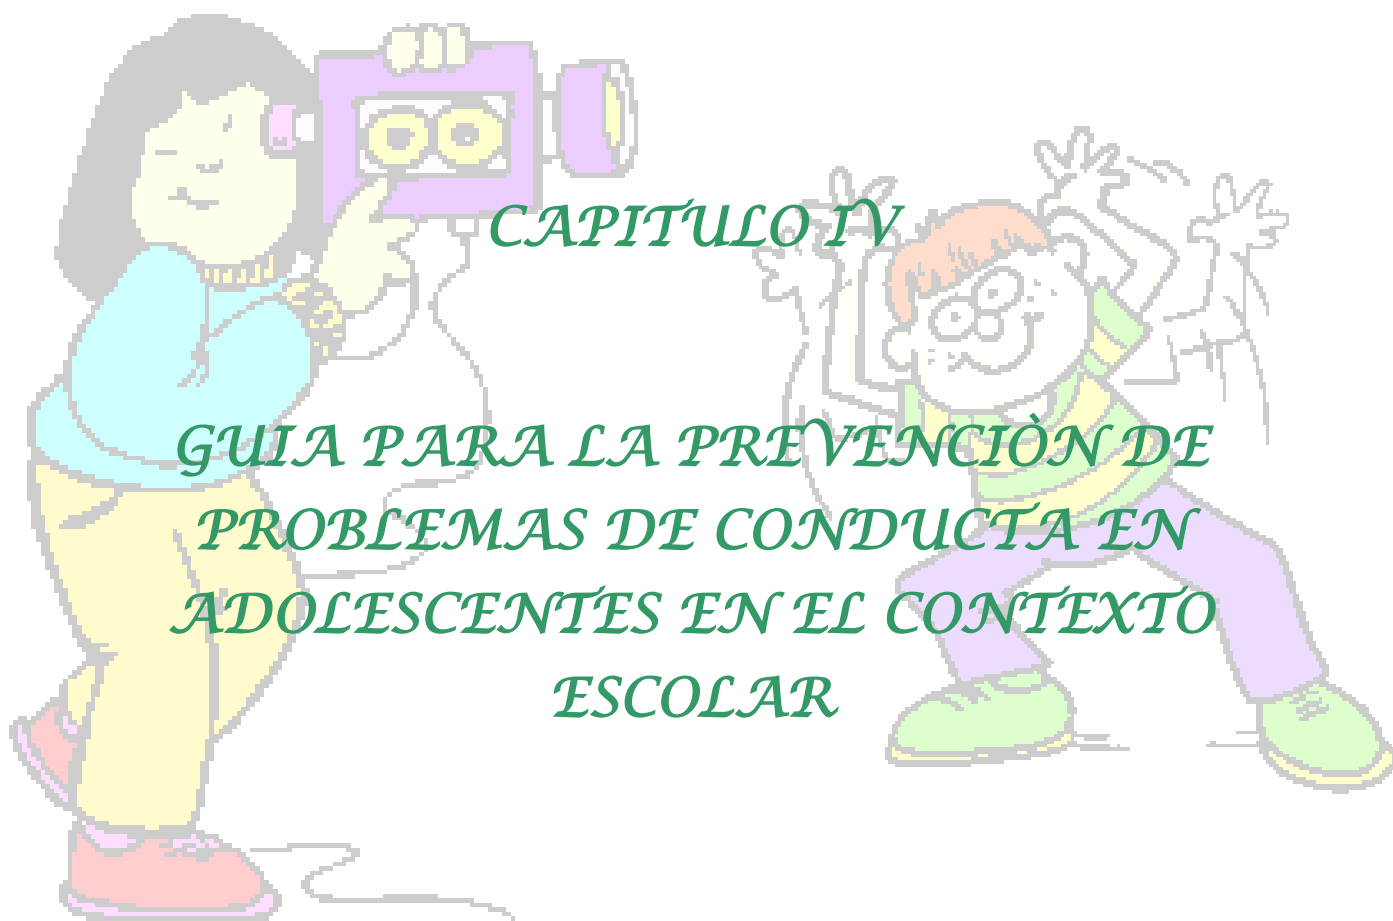 CAPITULO IV
GUIA PARA LA PREVENCIÒN DE
PROBLEMAS DE CONDUCTA EN
ADOLESCENTES EN EL CONTEXTO
ESCOLAR